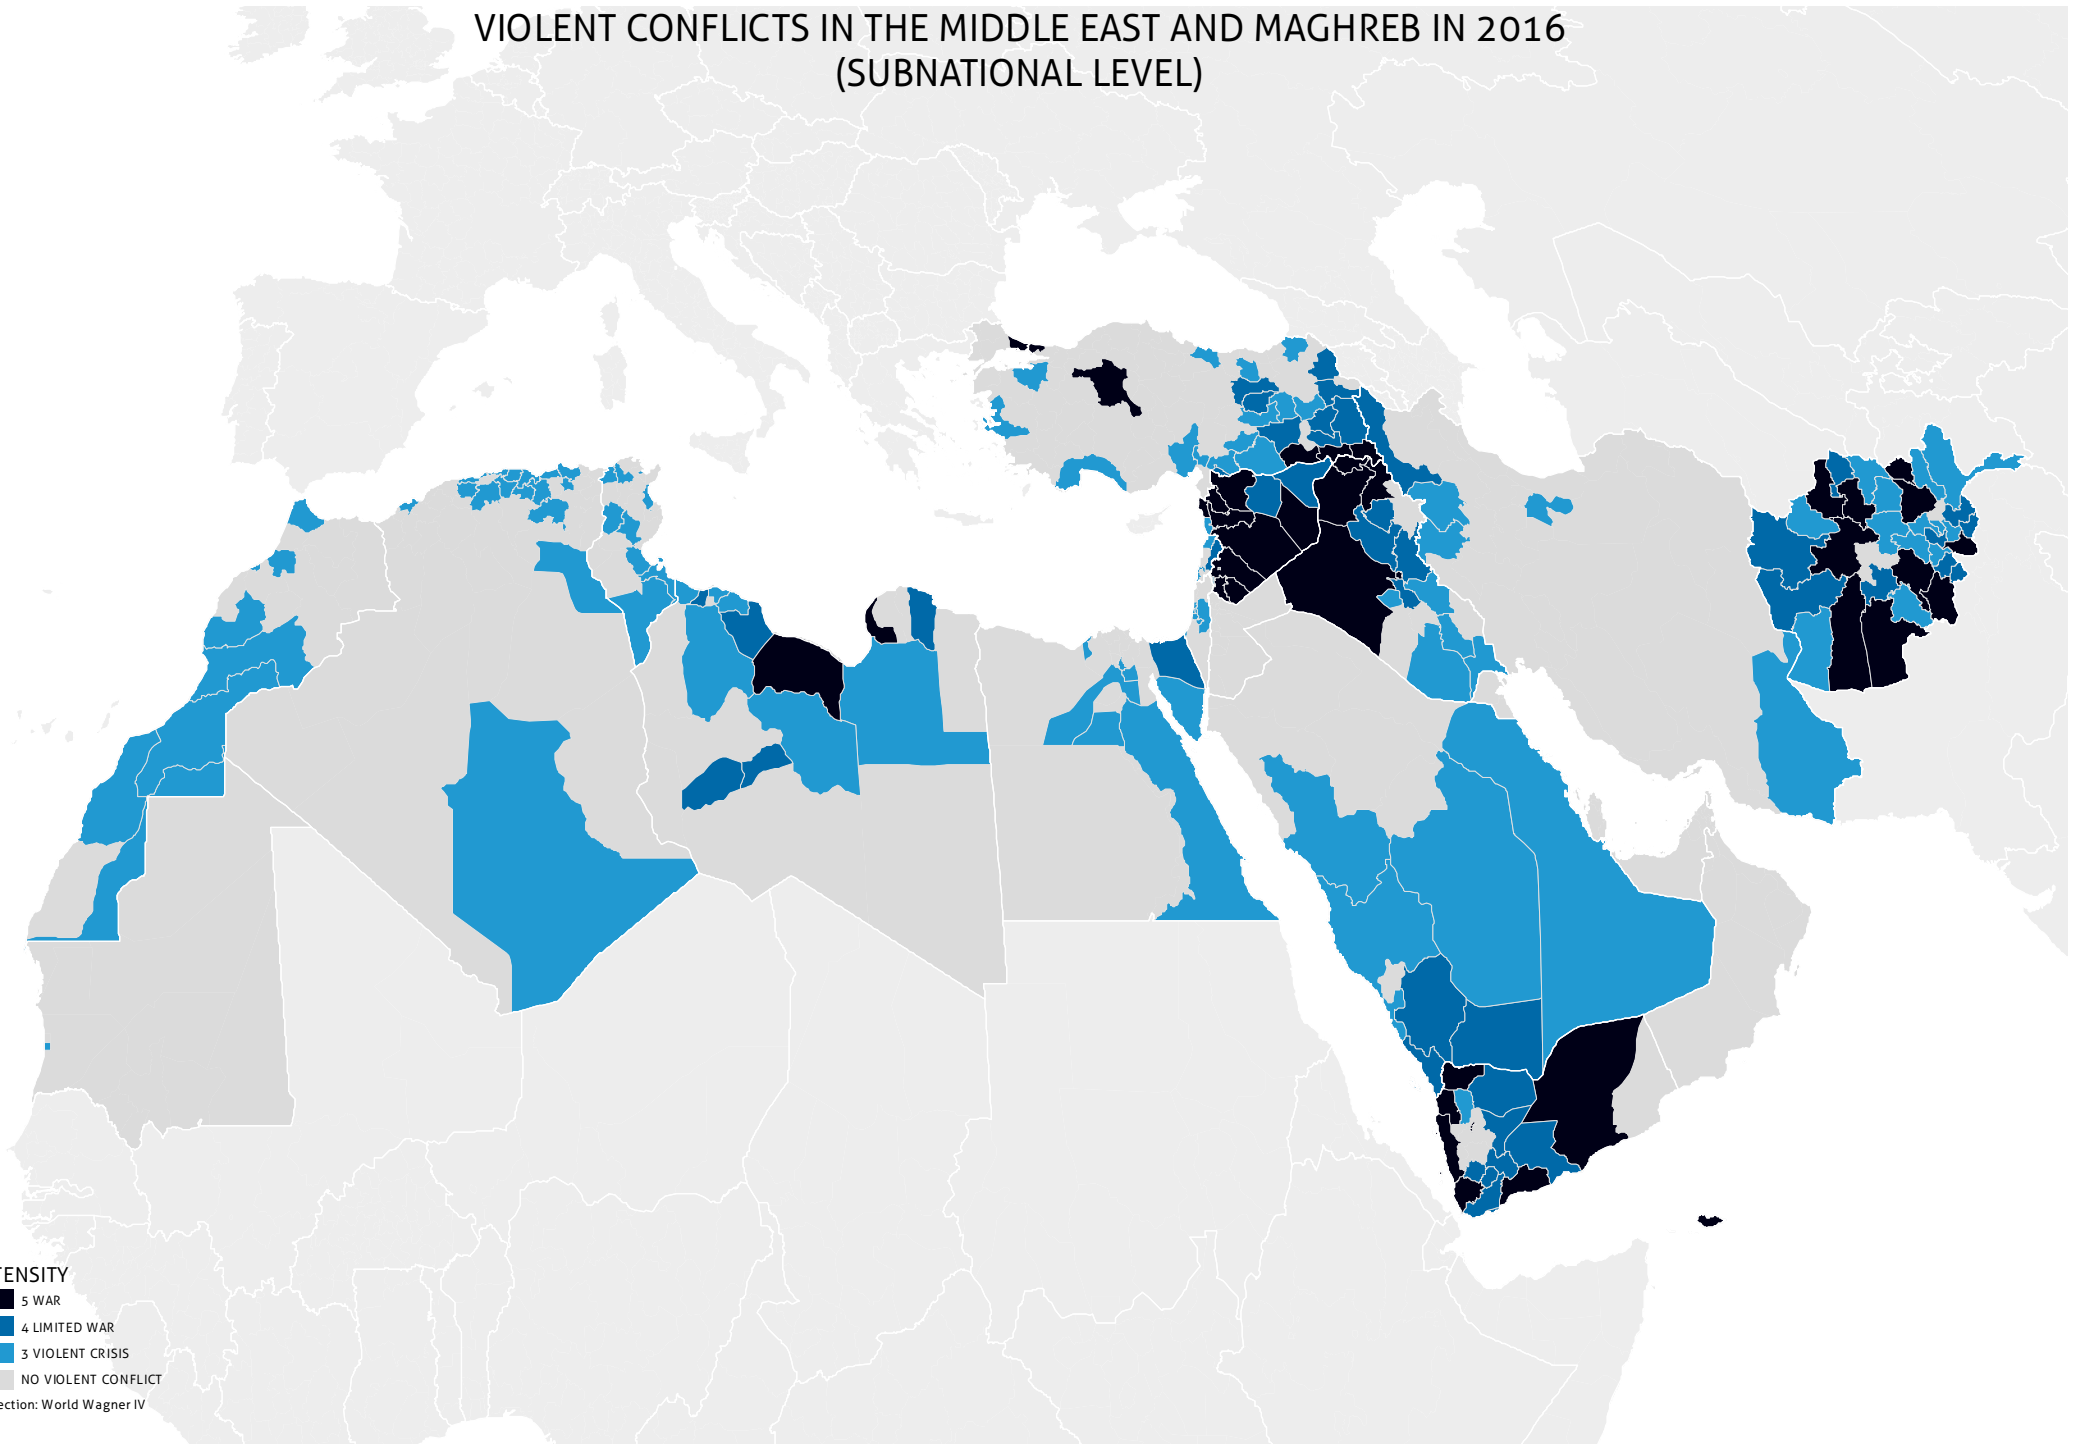 VIOLENT CONFLICTS IN THE MIDDLE EAST AND MAGHREB IN 2016
(SUBNATIONAL LEVEL)
TENSITY
5 WAR
4 LIMITED WAR
3 VIOLENT CRISIS
NO VIOLENT CONFLICT
ection: World Wagner IV